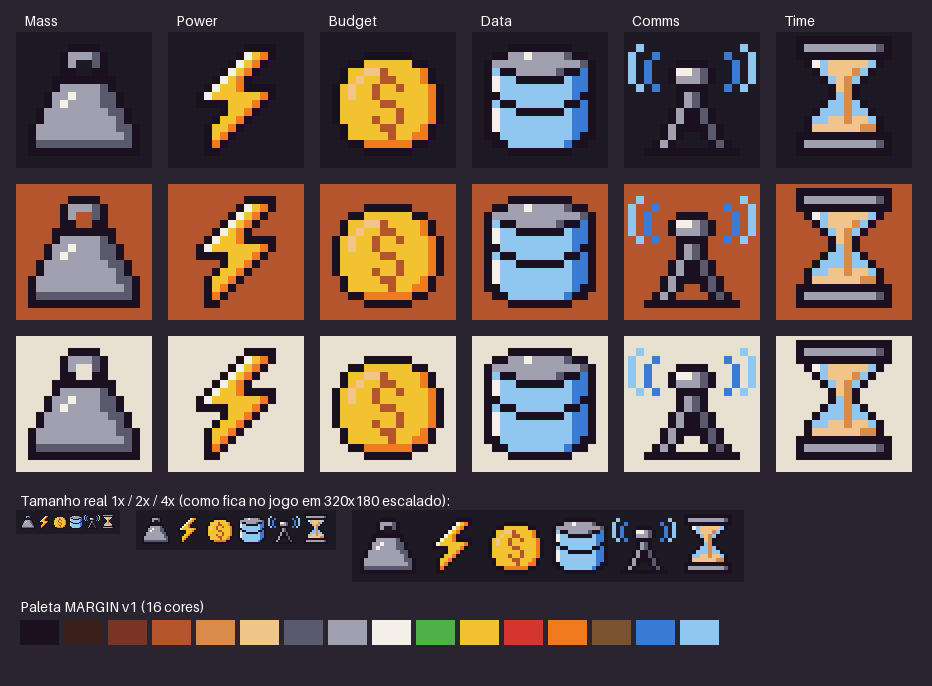 Mass Power Budget Data Comms Time
Tamanho real 1x / 2x / 4x (como fica no jogo em 320x180 escalado):
Paleta MARGIN v1 (16 cores)